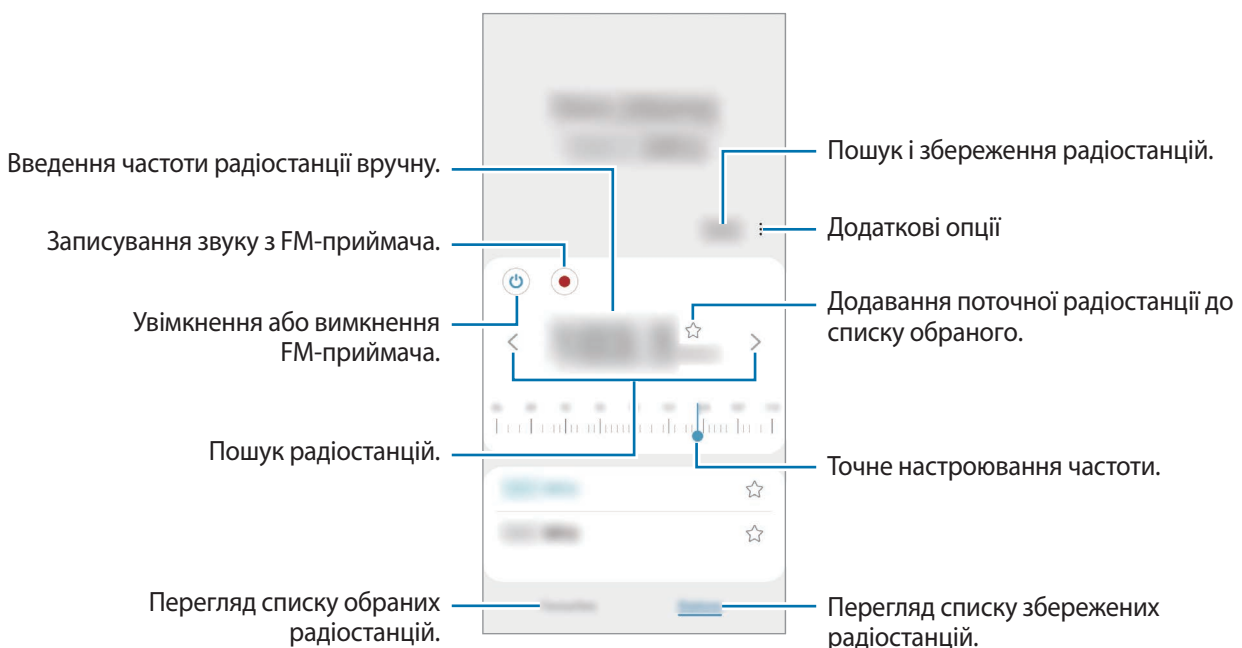 Введення частоти радіостанції вручну.
Записування звуку з FM-приймача.
Увімкнення або вимкнення
FM-приймача.
Пошук радіостанцій.
Перегляд списку обраних
радіостанцій.
Пошук і збереження радіостанцій.
Додаткові опції
Додавання поточної радіостанції до
списку обраного.
Точне настроювання частоти.
Перегляд списку збережених
радіостанцій.